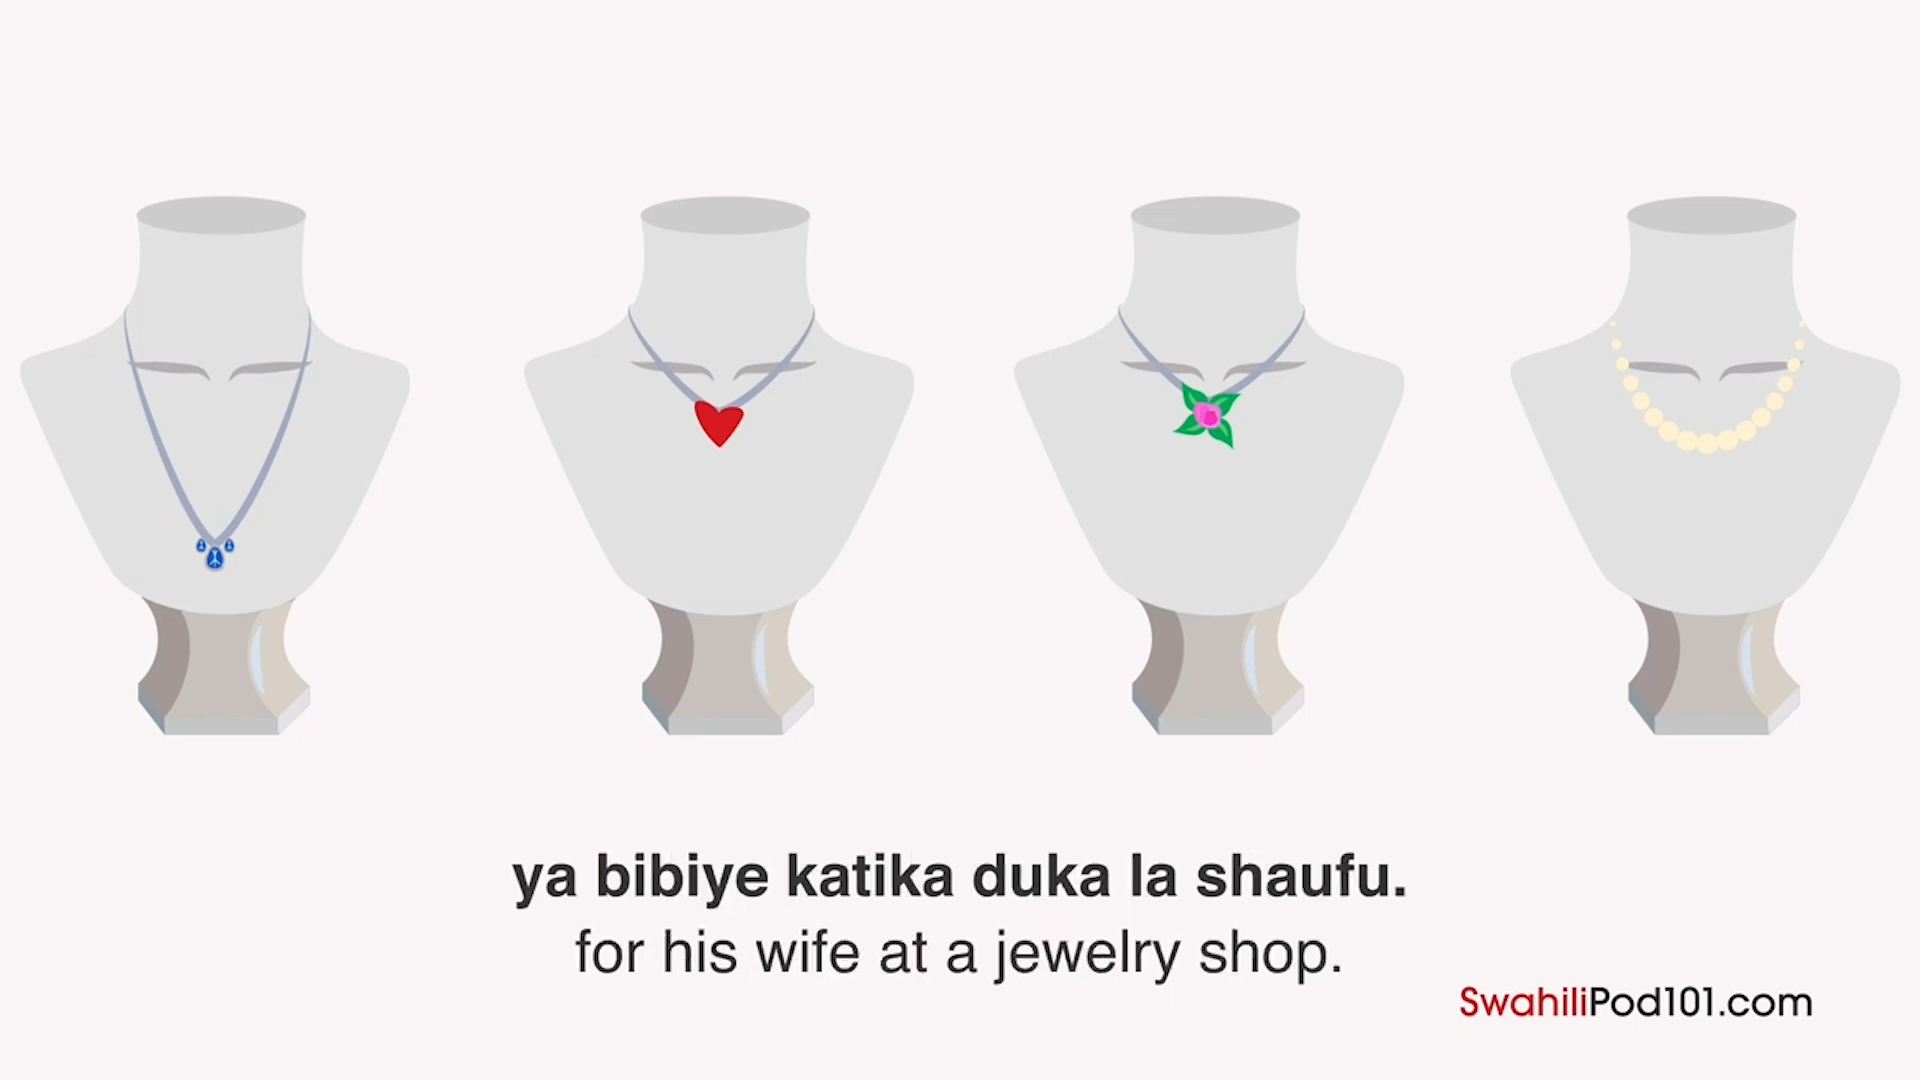 ya bibiye katika duka la shaufu.
for his wife at a jewelry shop.
SwahiliPod101.com